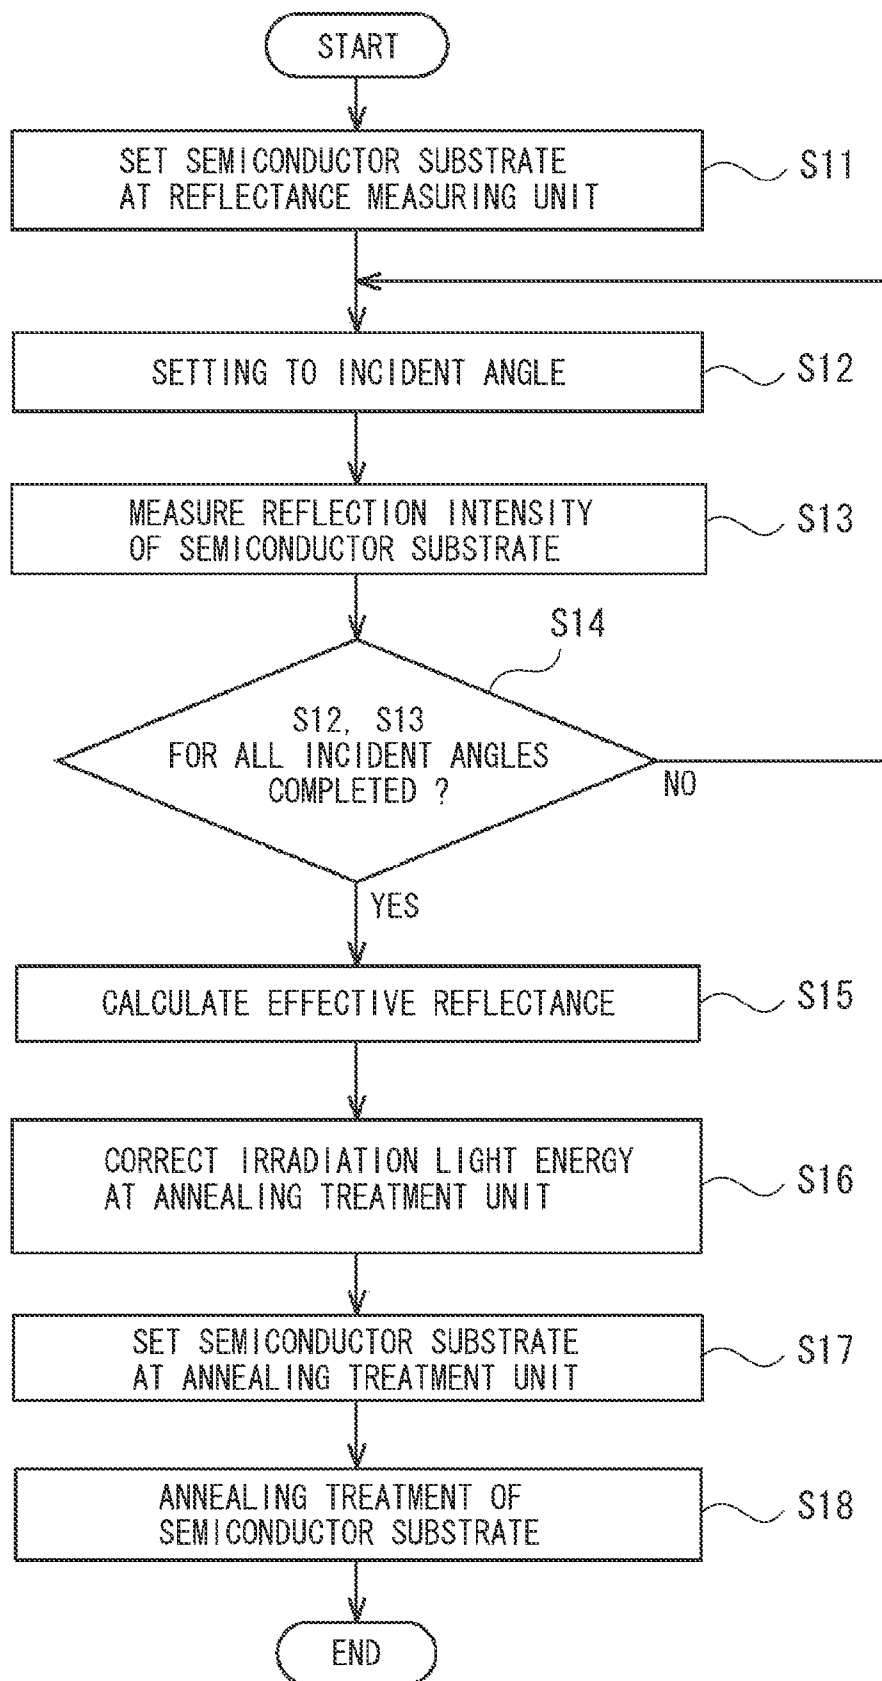 START
SET SEMICONDUCTOR SUBSTRATE
AT REFLECTANCE MEASURING UNIT
S11
SETTING TO INCIDENT ANGLE
S12
MEASURE REFLECTION INTENSITY
OF SEMICONDUCTOR SUBSTRATE
S13
S14
S12, S13
FOR ALL INCIDENT ANGLES
COMPLETED ?
NO
YES
CALCULATE EFFECTIVE REFLECTANCE
S15
CORRECT IRRADIATION LIGHT ENERGY
AT ANNEALING TREATMENT UNIT
S16
SET SEMICONDUCTOR SUBSTRATE
AT ANNEALING TREATMENT UNIT
S17
ANNEALING TREATMENT OF
SEMICONDUCTOR SUBSTRATE
S18
END